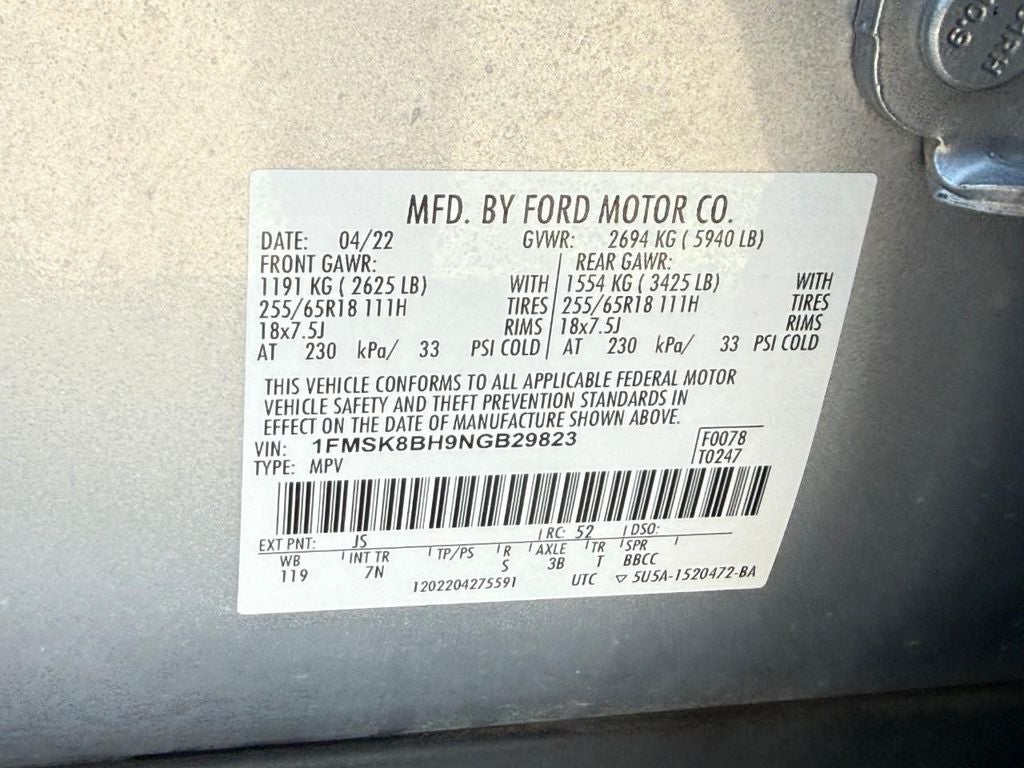 MFD. BY FORD MOTOR CO.
DATE: 04/22 GVWR: 2694 KG ( 5940 LB)
FRONT GAWR: REAR GAWR:
1191 KG ( 2625 LB) WITH 1554 KG ( 3425 LB) WITH
255/65R18 111H TIRES 255/65R18 111H TIRES
18x7.5J RIMS 18x7.5J RIMS
AT 230 kPa/ 33 PSI COLD AT 230 kPa/ 33 PSI COLD
THIS VEHICLE CONFORMS TO ALL APPLICABLE FEDERAL MOTOR
VEHICLE SAFETY AND THEFT PREVENTION STANDARDS IN
EFFECT ON THE DATE OF MANUFACTURE SHOWN ABOVE.
VIN: 1FMSK8BH9NGB29823 F0078
TYPE: MPV T0247
EXT PNT: JS RC: 52 DSO:
WB INT TR TP/PS R AXLE TR SPR
119 7N S 3B T BBCC
1202204275591 UTC ▽ 5U5A-1520472-BA
10.9